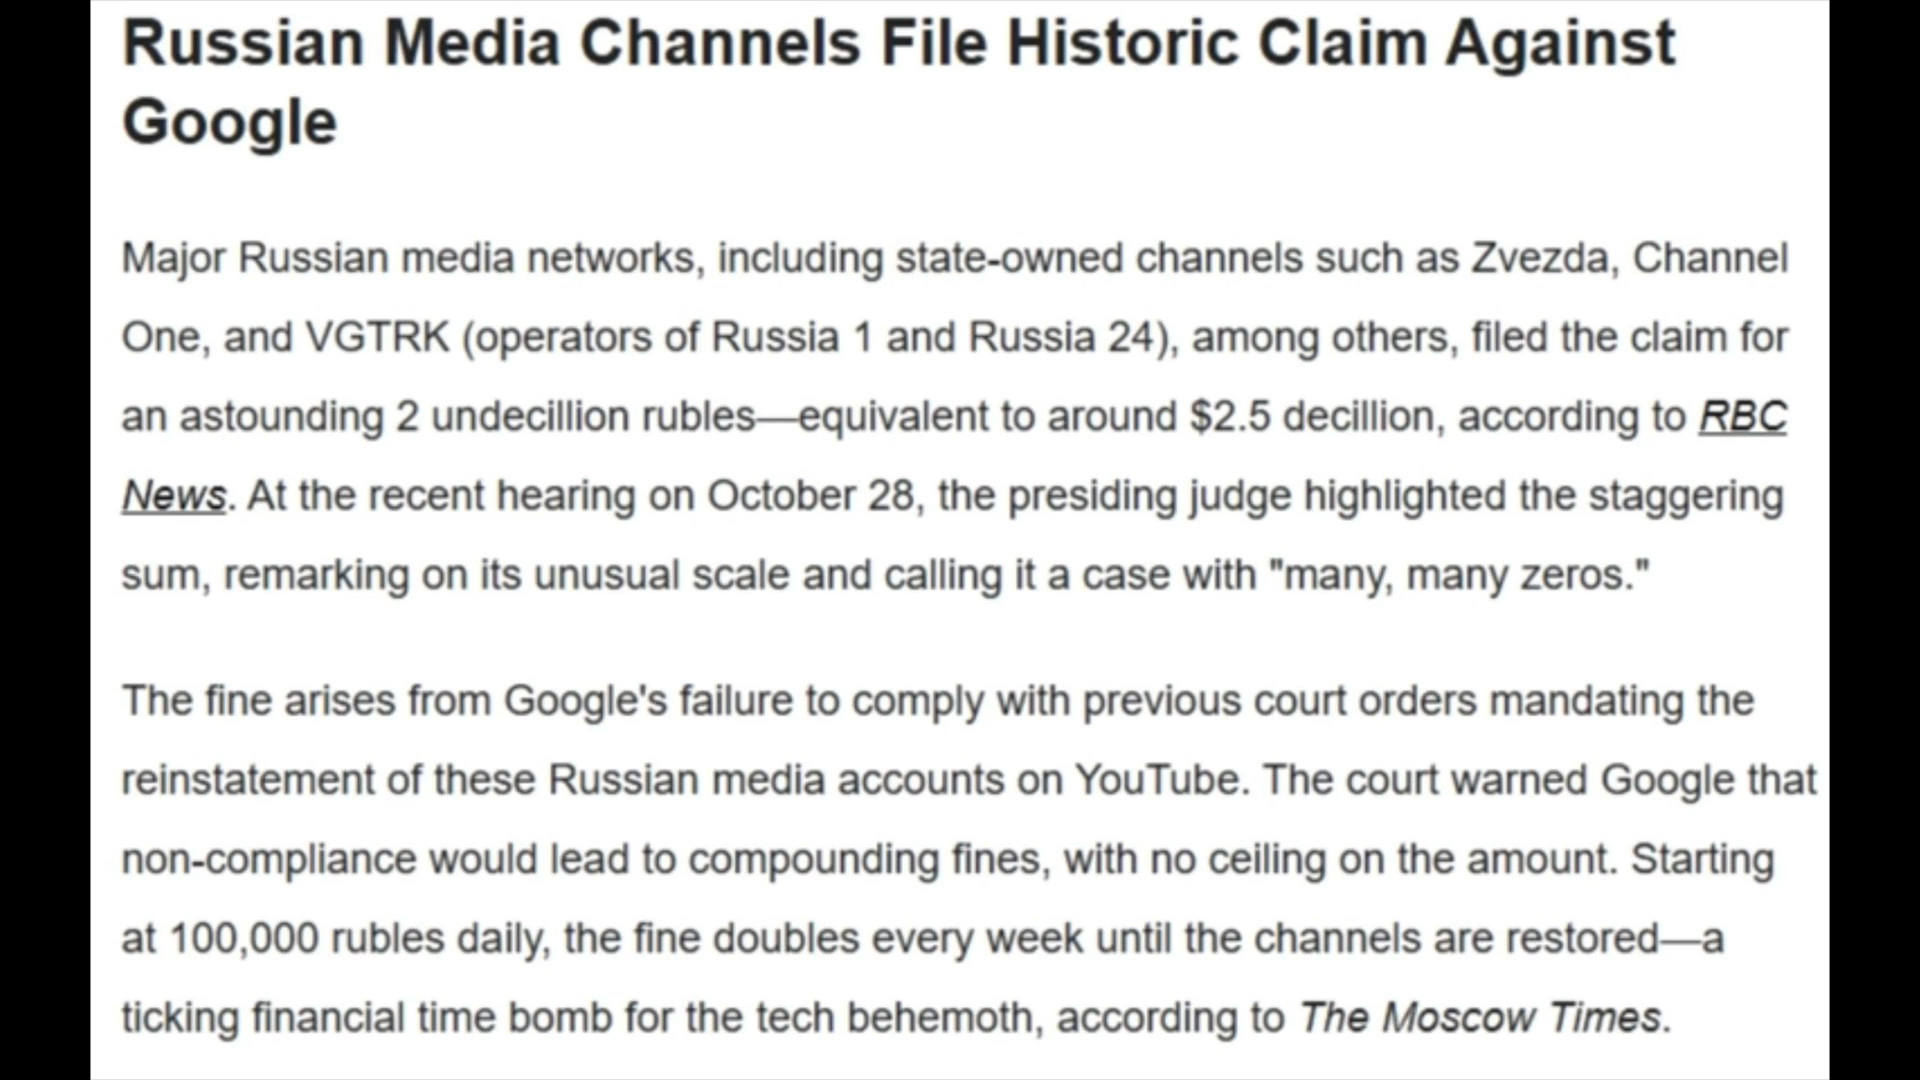 Russian Media Channels File Historic Claim Against
Google
Major Russian media networks, including state-owned channels such as Zvezda, Channel
One, and VGTRK (operators of Russia 1 and Russia 24), among others, filed the claim for
an astounding 2 undecillion rubles—equivalent to around $2.5 decillion, according to RBC
News. At the recent hearing on October 28, the presiding judge highlighted the staggering
sum, remarking on its unusual scale and calling it a case with "many, many zeros."
The fine arises from Google's failure to comply with previous court orders mandating the
reinstatement of these Russian media accounts on YouTube. The court warned Google that
non-compliance would lead to compounding fines, with no ceiling on the amount. Starting
at 100,000 rubles daily, the fine doubles every week until the channels are restored—a
ticking financial time bomb for the tech behemoth, according to The Moscow Times.